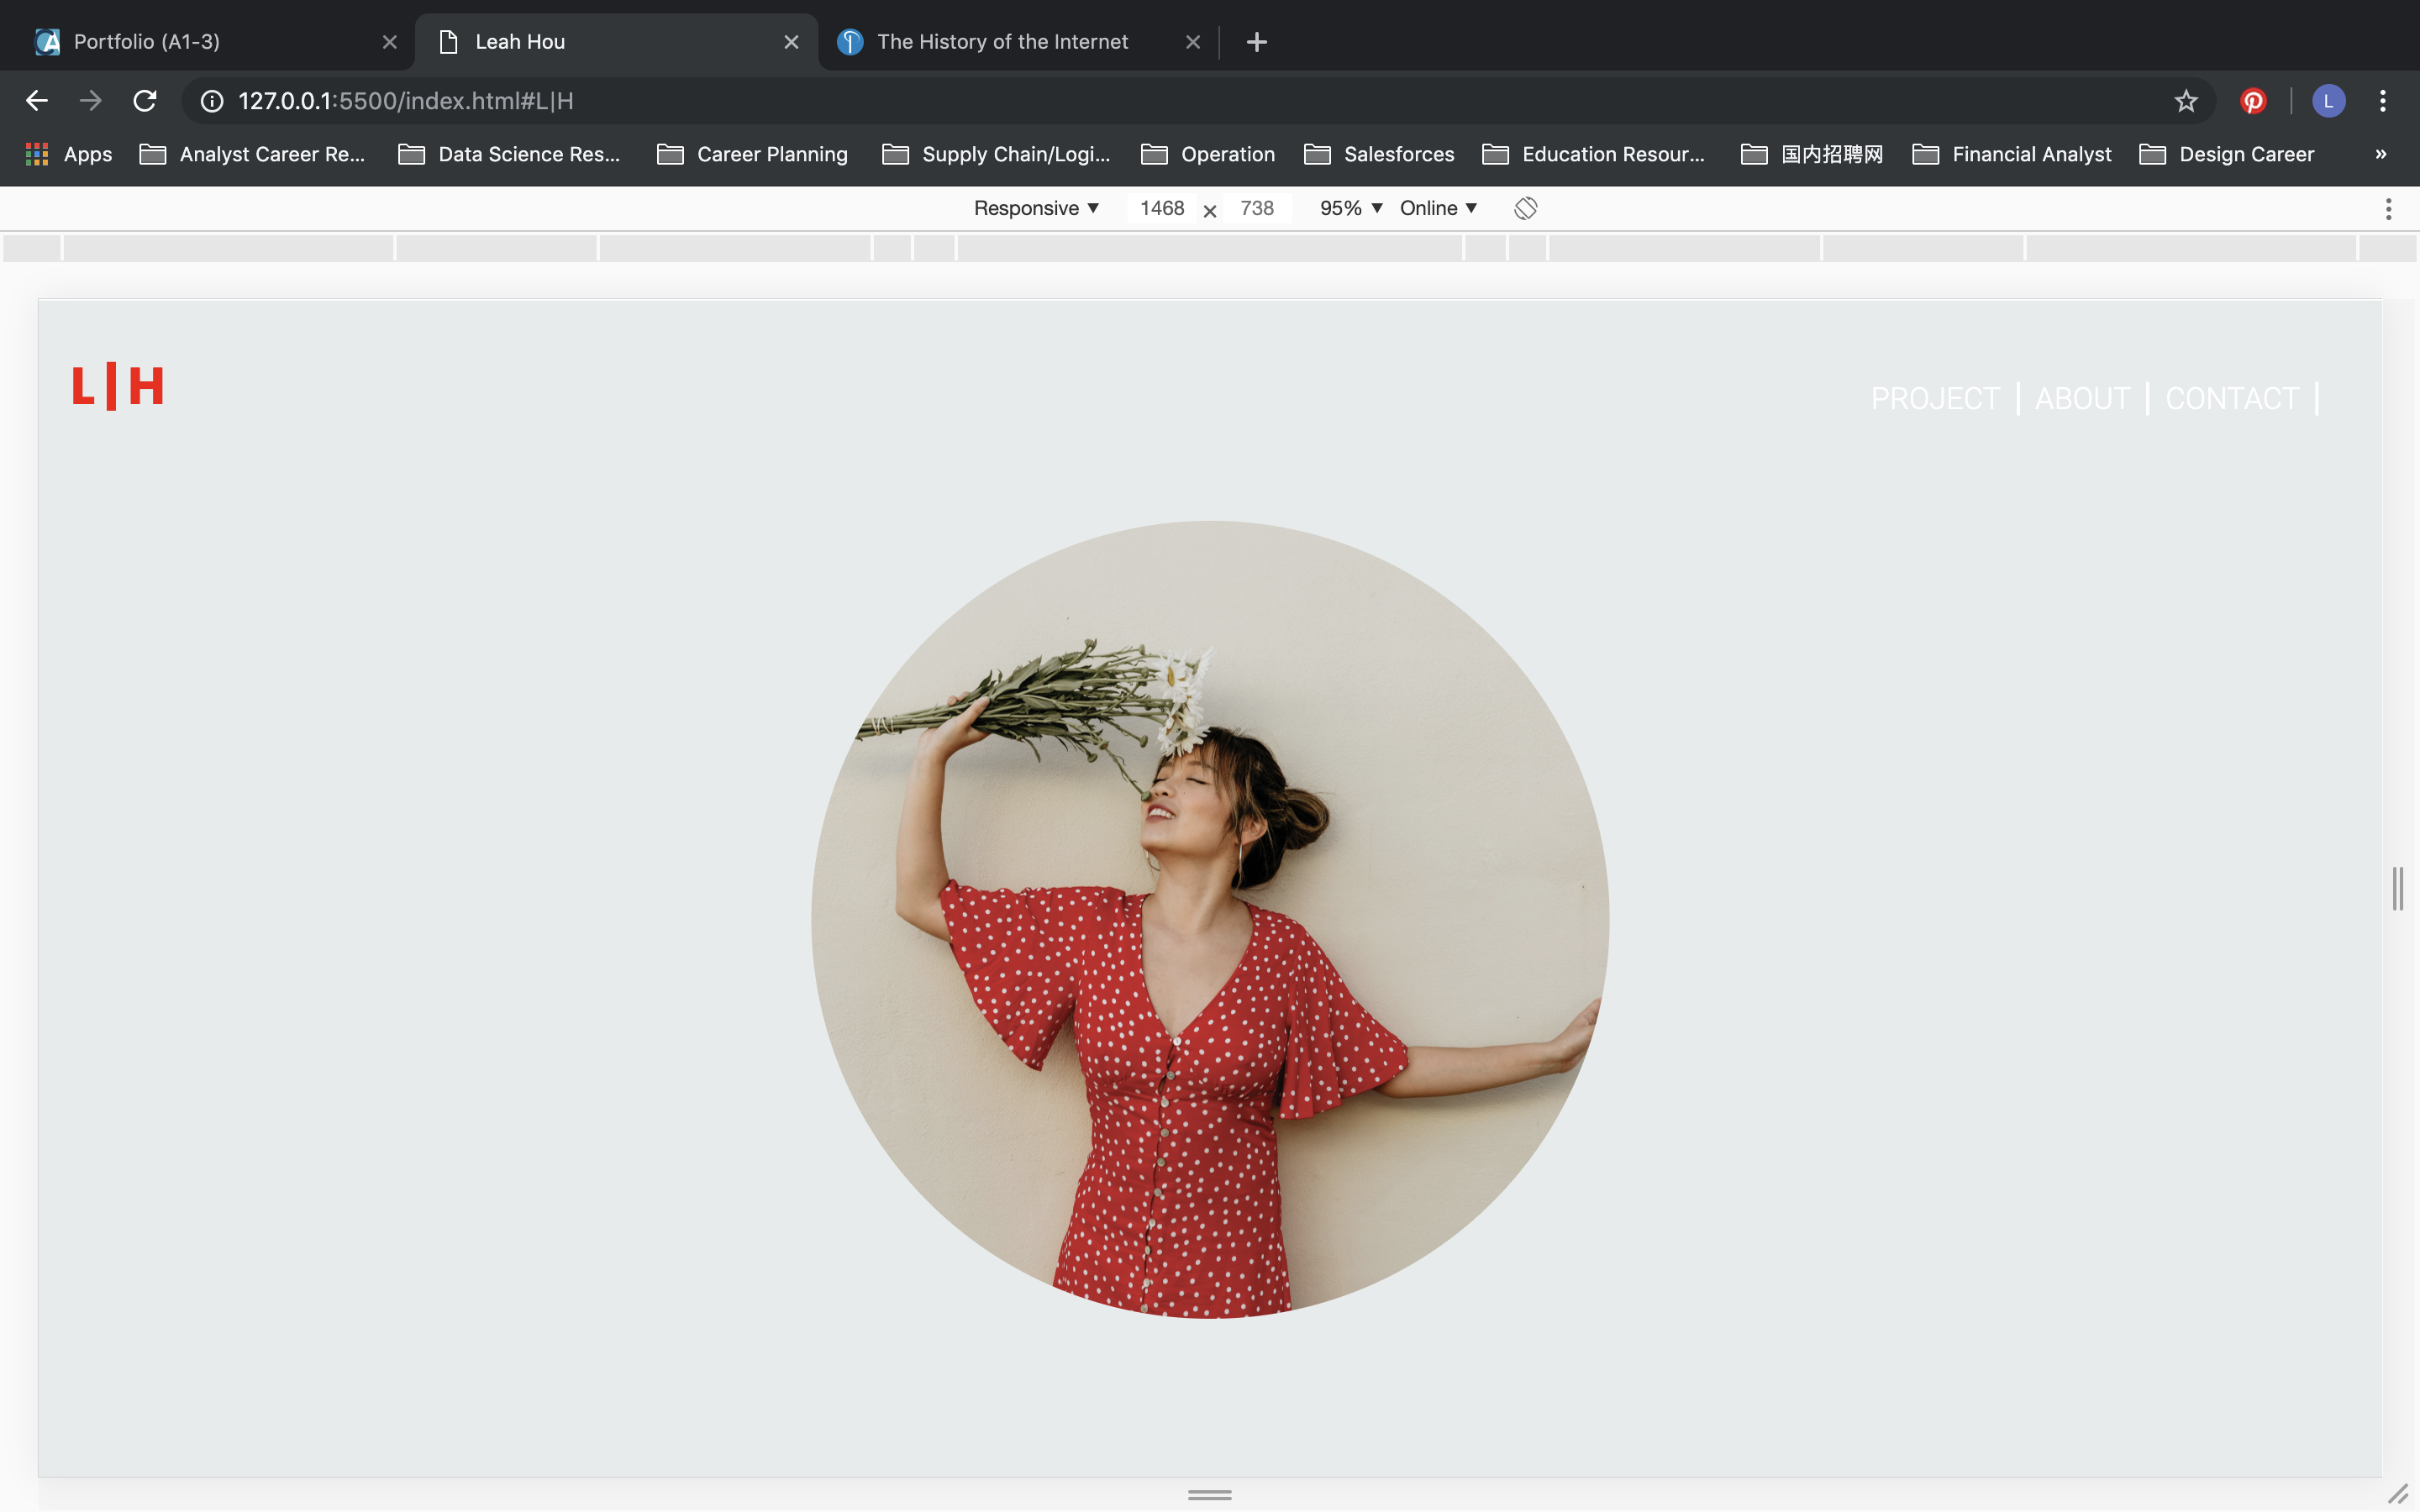 Portfolio (A1-3)
Leah Hou
The History of the Internet
127.0.0.1:5500/index.html#L|H
L
Apps
Analyst Career Re...
Data Science Res...
Career Planning
Supply Chain/Logi...
Operation
Salesforces
Education Resour...
国内招聘网
Financial Analyst
Design Career
»
Responsive ▼
1468 × 738
95% ▼
Online ▼
L|H
PROJECT | ABOUT | CONTACT |